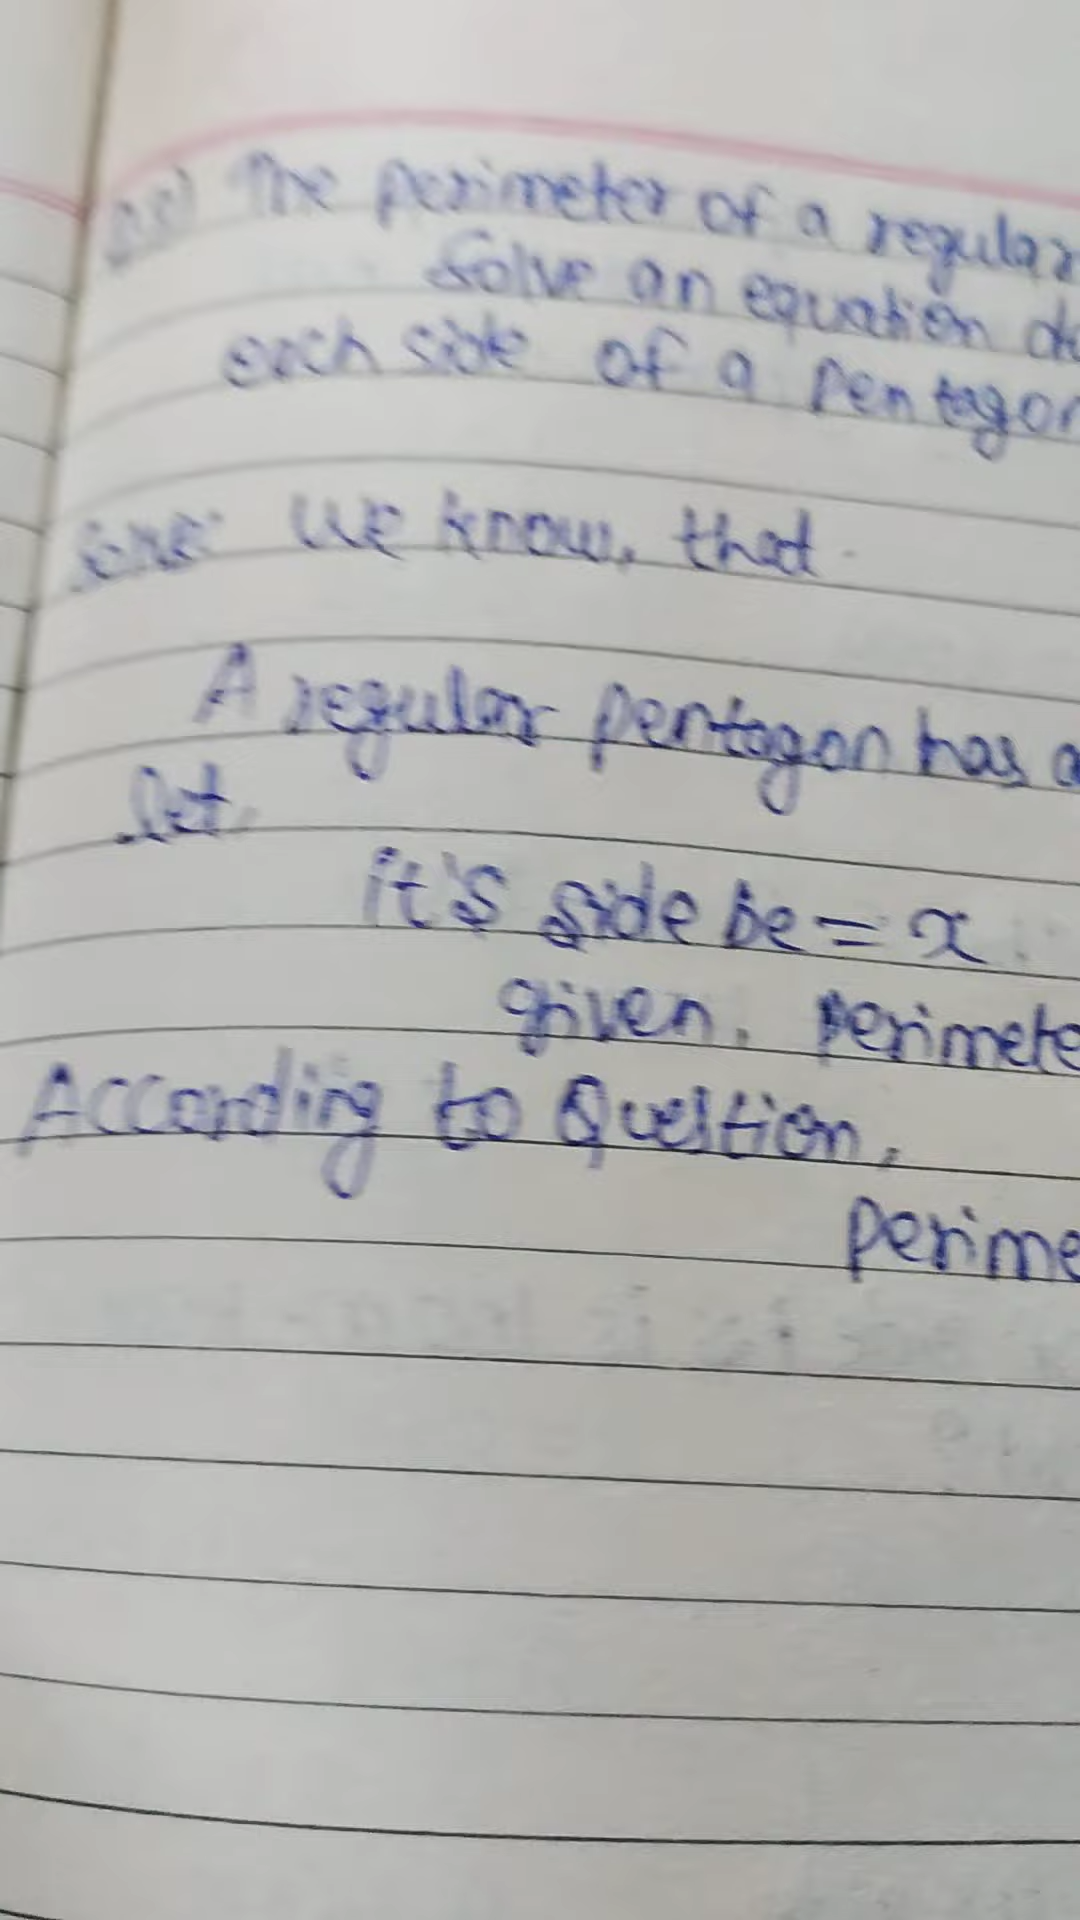 The perimeter of a regular
Solve an equation
each side of a pentagon
We know, that
A regular pentagon has
Let,
it's side be = x
given, perimete
According to Question,
perime